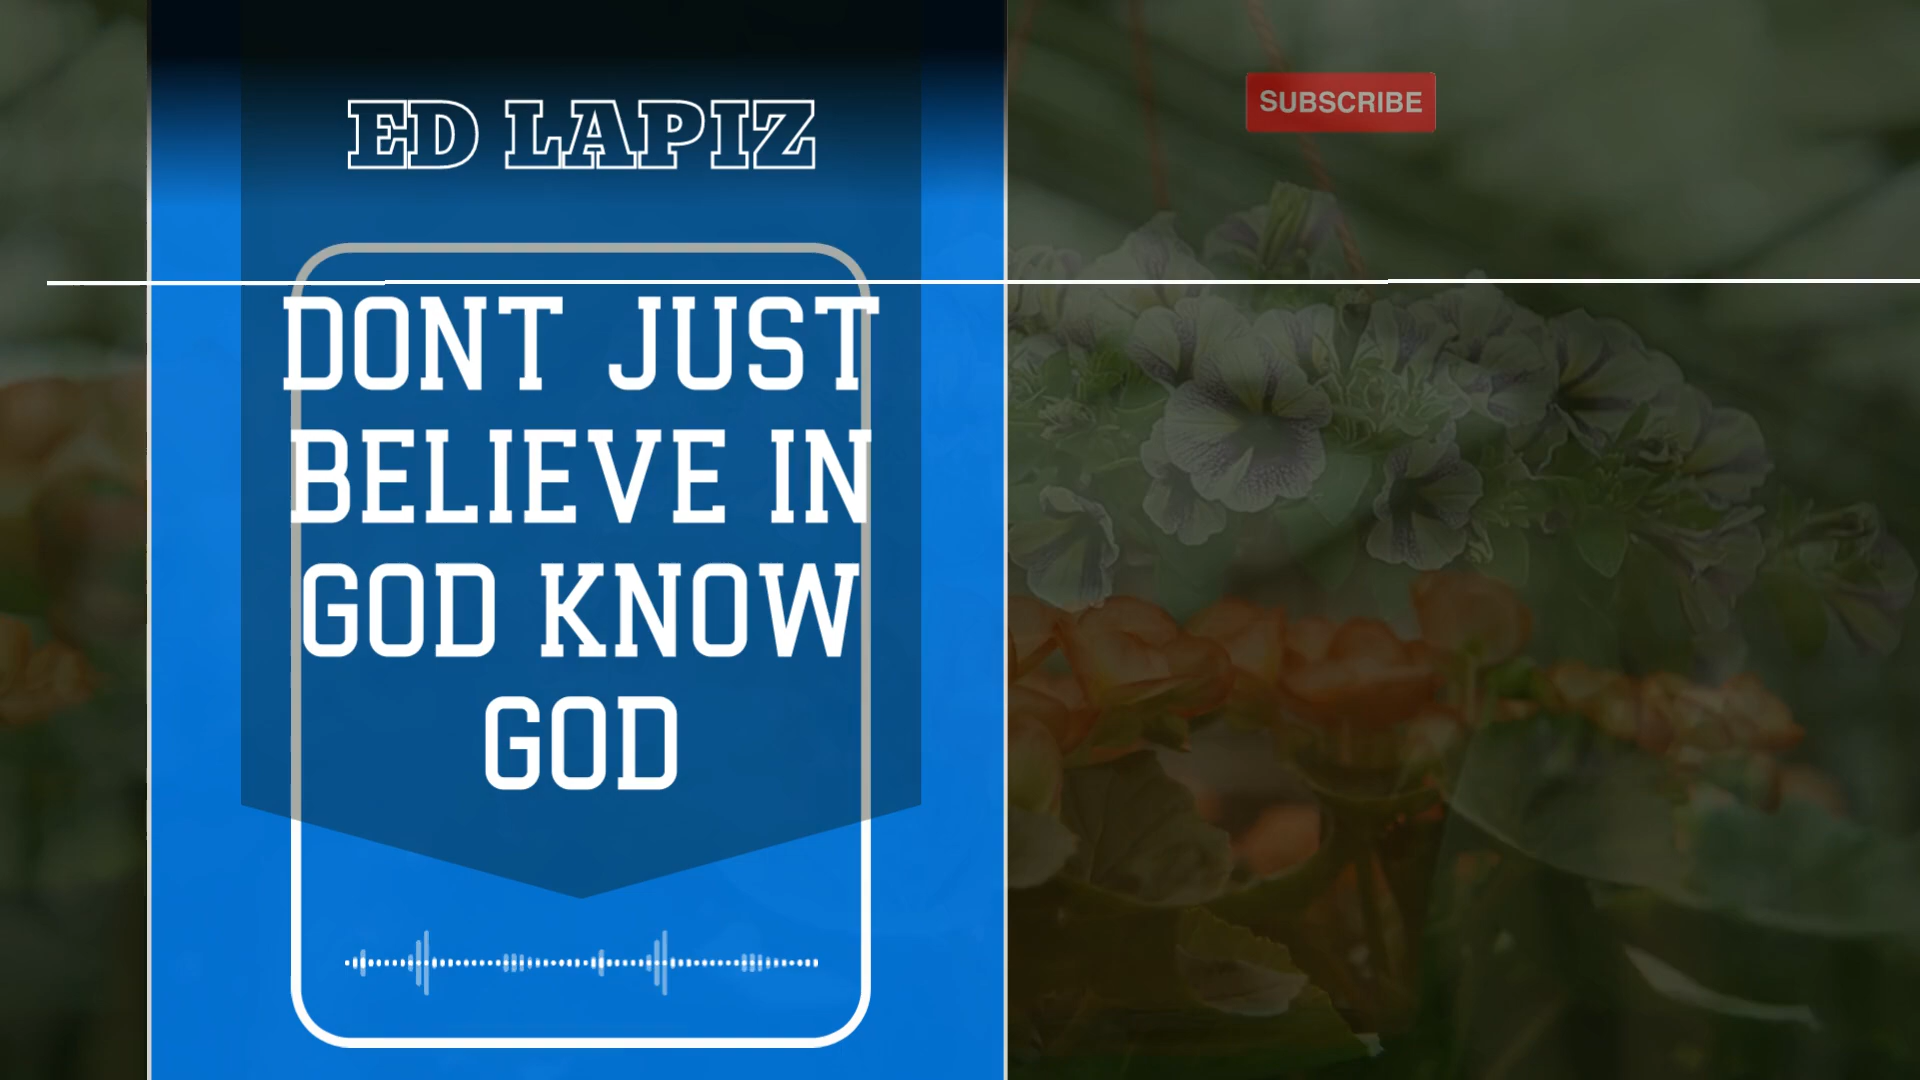 ED LAPIZ
SUBSCRIBE
DONT JUST
BELIEVE IN
GOD KNOW
GOD